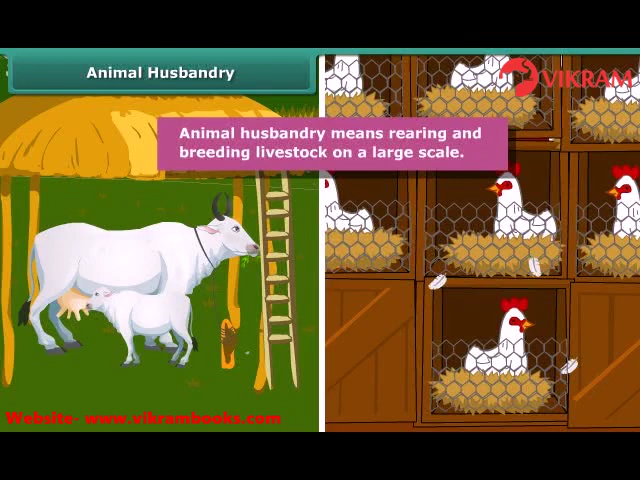 Animal Husbandry
VIKRAM
Animal husbandry means rearing and
breeding livestock on a large scale.
Website- www.vikrambooks.com